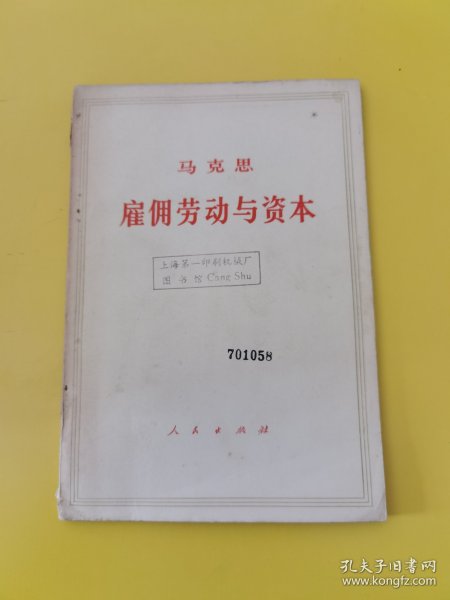 马克思
雇佣劳动与资本
上海第一印刷机械厂
图书馆 Cang Shu
701058
人民出版社
孔夫子旧书网
www.kongfz.com